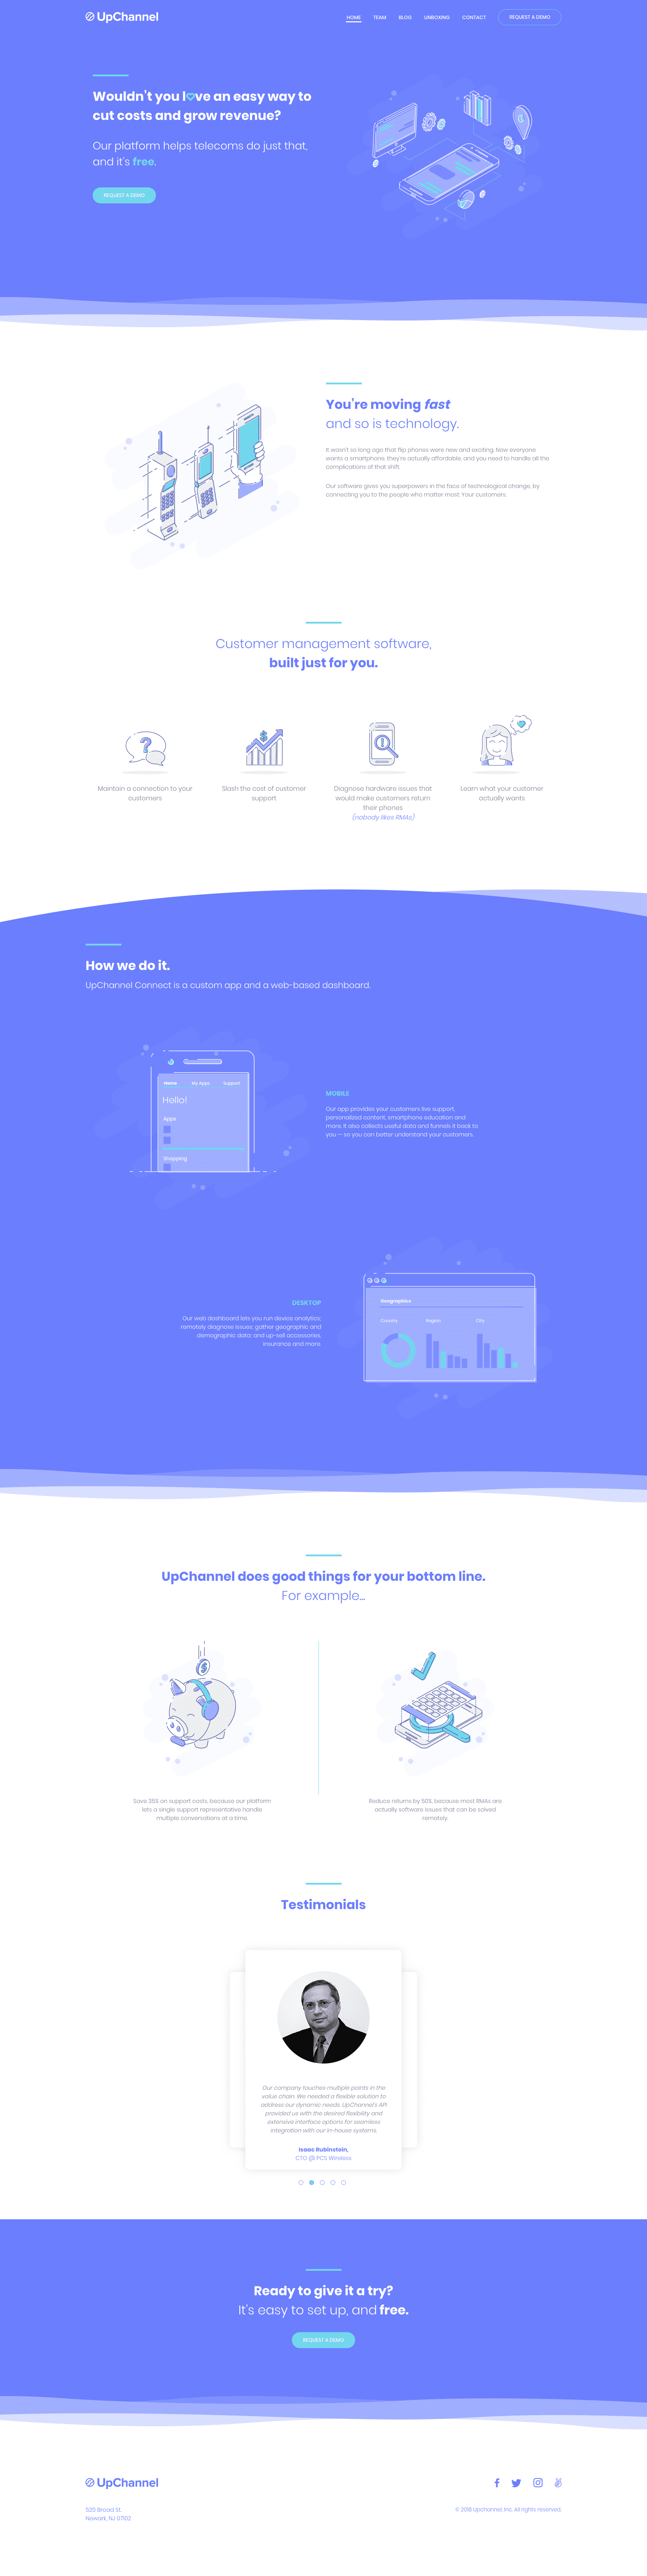 UpChannel
HOME TEAM BLOG UNBOXING CONTACT REQUEST A DEMO
Wouldn't you love an easy way to
cut costs and grow revenue?
Our platform helps telecoms do just that,
and it's free.
REQUEST A DEMO
You're moving fast
and so is technology.
It wasn't so long ago that flip phones were new and exciting. Now everyone
wants a smartphone, they're actually affordable, and you need to handle all the
complications of that shift.
Our software gives you superpowers in the face of technological change, by
connecting you to the people who matter most: Your customers.
Customer management software,
built just for you.
Maintain a connection to your
customers
Slash the cost of customer
support
Diagnose hardware issues that
would make customers return
their phones
(nobody likes RMAs)
Learn what your customer
actually wants
How we do it.
UpChannel Connect is a custom app and a web-based dashboard.
Home My Apps Support
Hello!
Apps
Shopping
MOBILE
Our app provides your customers live support,
personalized content, smartphone education and
more. It also collects useful data and funnels it back to
you — so you can better understand your customers.
DESKTOP
Our web dashboard lets you run device analytics;
remotely diagnose issues; gather geographic and
demographic data; and up-sell accessories,
insurance and more.
Geographics
Country Region City
UpChannel does good things for your bottom line.
For example...
Save 35% on support costs, because our platform
lets a single support representative handle
multiple conversations at a time.
Reduce returns by 50%, because most RMAs are
actually software issues that can be solved
remotely.
Testimonials
Our company touches multiple points in the
value chain. We needed a flexible solution to
address our dynamic needs. UpChannel's API
provided us with the desired flexibility and
extensive interface options for seamless
integration with our in-house systems.
Isaac Rubinstein,
CTO @ PCS Wireless
Ready to give it a try?
It's easy to set up, and free.
REQUEST A DEMO
UpChannel
520 Broad St.
Newark, NJ 07102
© 2018 Upchannel, Inc. All rights reserved.